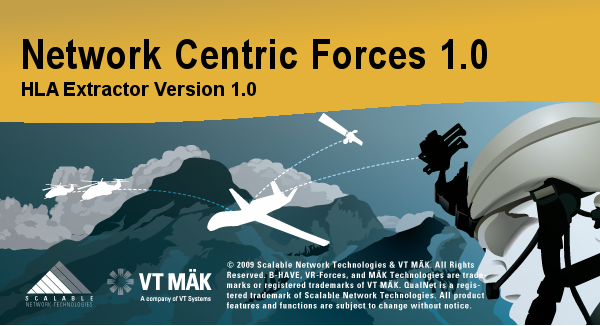 Network Centric Forces 1.0
HLA Extractor Version 1.0
© 2009 Scalable Network Technologies & VT MÄK. All Rights
Reserved. B-HAVE, VR-Forces, and MÄK Technologies are trade-
marks or registered trademarks of VT MÄK. QualNet is a regis-
tered trademark of Scalable Network Technologies. All product
features and functions are subject to change without notice.
SCALABLE
NETWORK TECHNOLOGIES
VT MÄK
A company of VT Systems